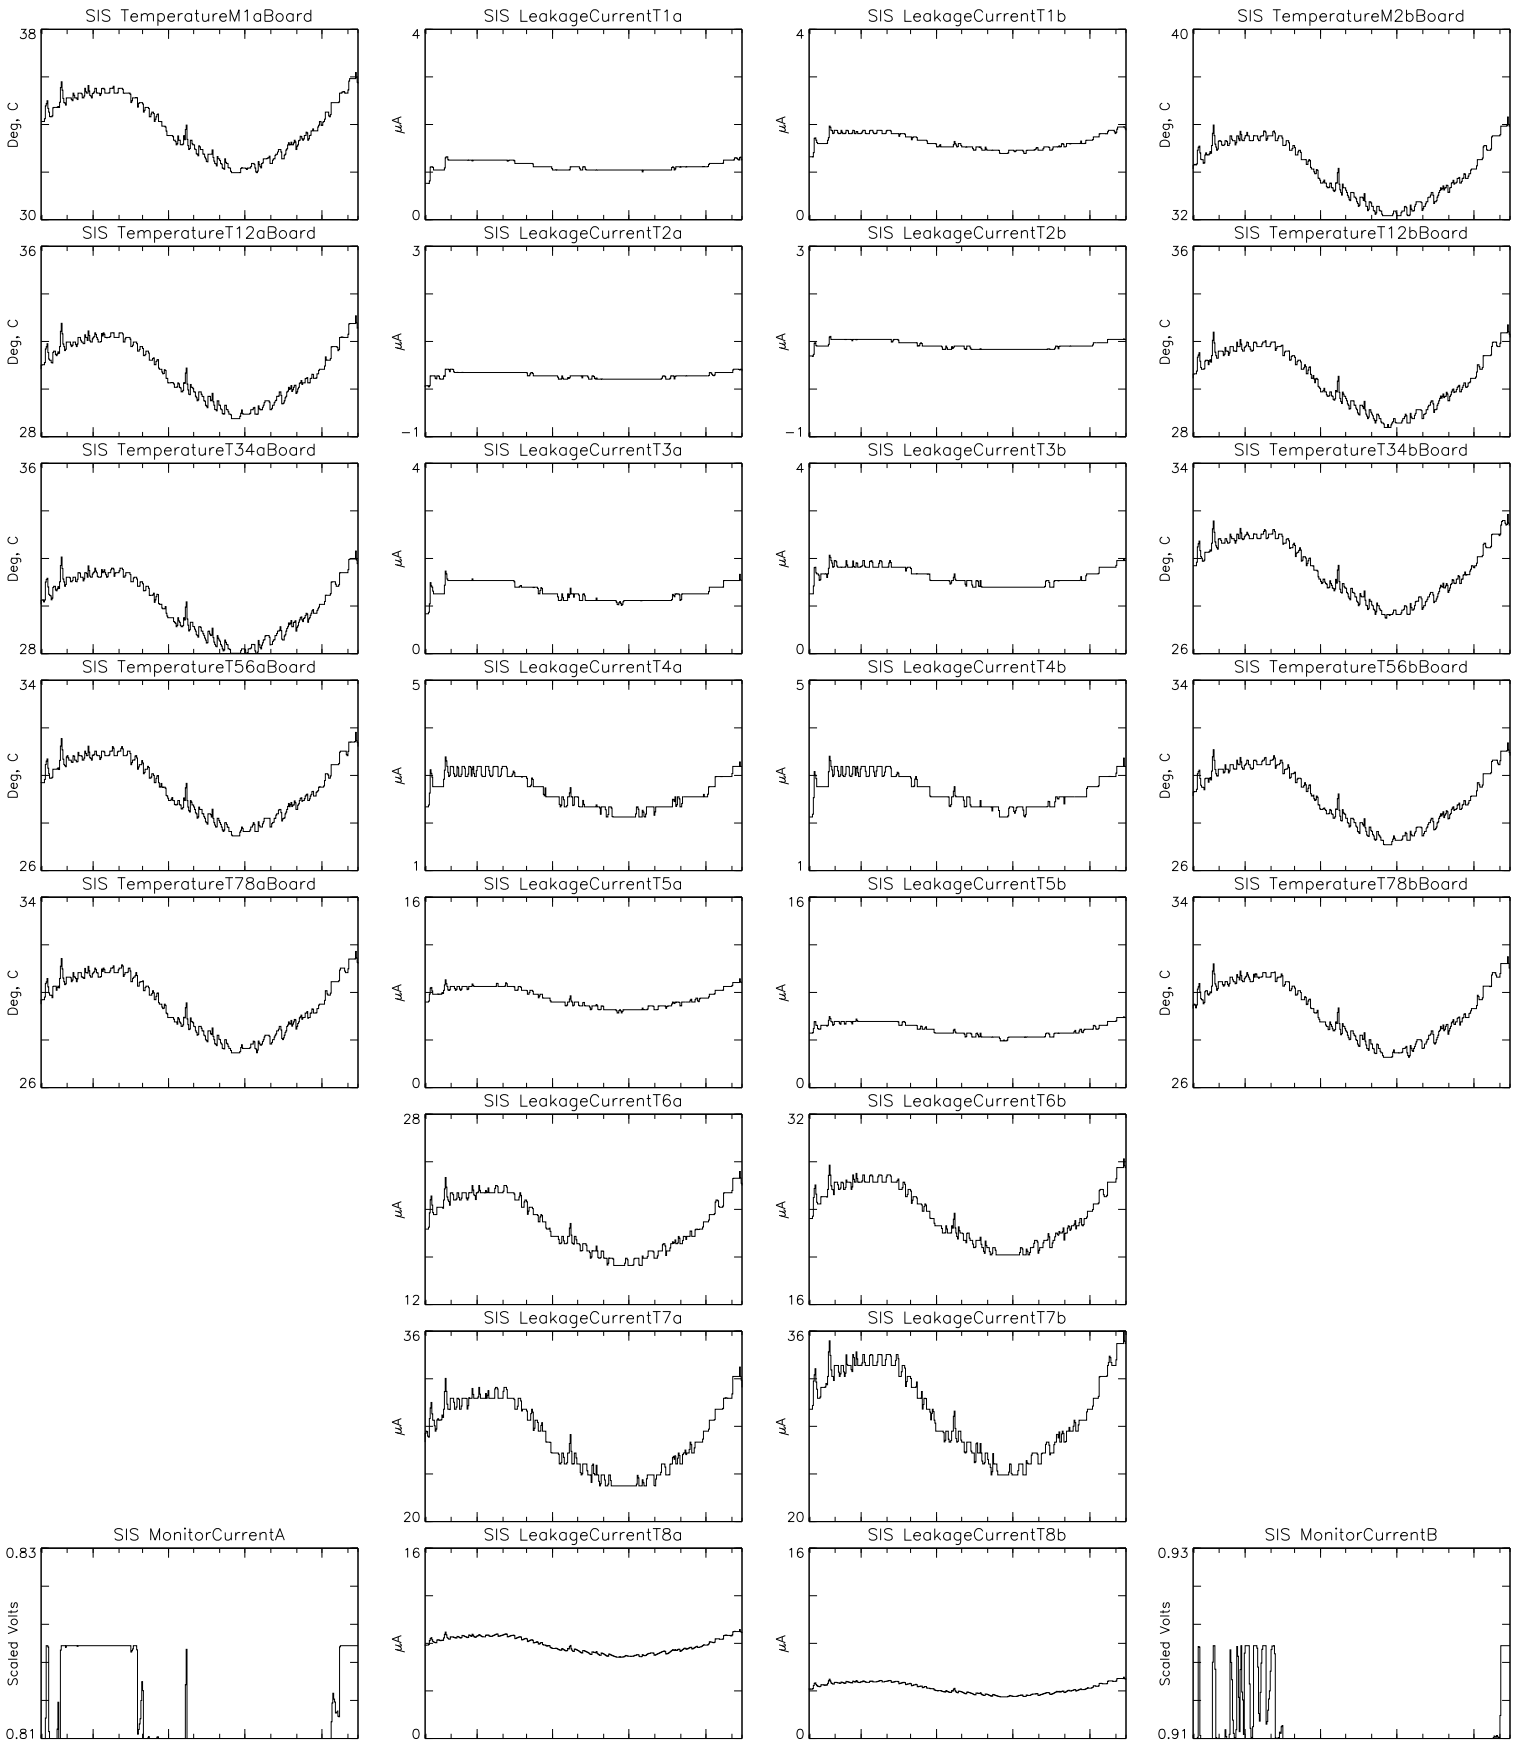 SIS TemperatureM1aBoard SIS LeakageCurrentT1a SIS LeakageCurrentT1b SIS TemperatureM2bBoard
38 4 4 40
Deg, C μA μA Deg, C
30 0 0 32
SIS TemperatureT12aBoard SIS LeakageCurrentT2a SIS LeakageCurrentT2b SIS TemperatureT12bBoard
36 3 3 36
Deg, C μA μA Deg, C
28 -1 -1 28
SIS TemperatureT34aBoard SIS LeakageCurrentT3a SIS LeakageCurrentT3b SIS TemperatureT34bBoard
36 4 4 34
Deg, C μA μA Deg, C
28 0 0 26
SIS TemperatureT56aBoard SIS LeakageCurrentT4a SIS LeakageCurrentT4b SIS TemperatureT56bBoard
34 5 5 34
Deg, C μA μA Deg, C
26 1 1 26
SIS TemperatureT78aBoard SIS LeakageCurrentT5a SIS LeakageCurrentT5b SIS TemperatureT78bBoard
34 16 16 34
Deg, C μA μA Deg, C
26 0 0 26
SIS LeakageCurrentT6a SIS LeakageCurrentT6b
28 32
μA μA
12 16
SIS LeakageCurrentT7a SIS LeakageCurrentT7b
36 36
μA μA
20 20
SIS MonitorCurrentA SIS LeakageCurrentT8a SIS LeakageCurrentT8b SIS MonitorCurrentB
0.83 16 16 0.93
Scaled Volts μA μA Scaled Volts
0.81 0 0 0.91